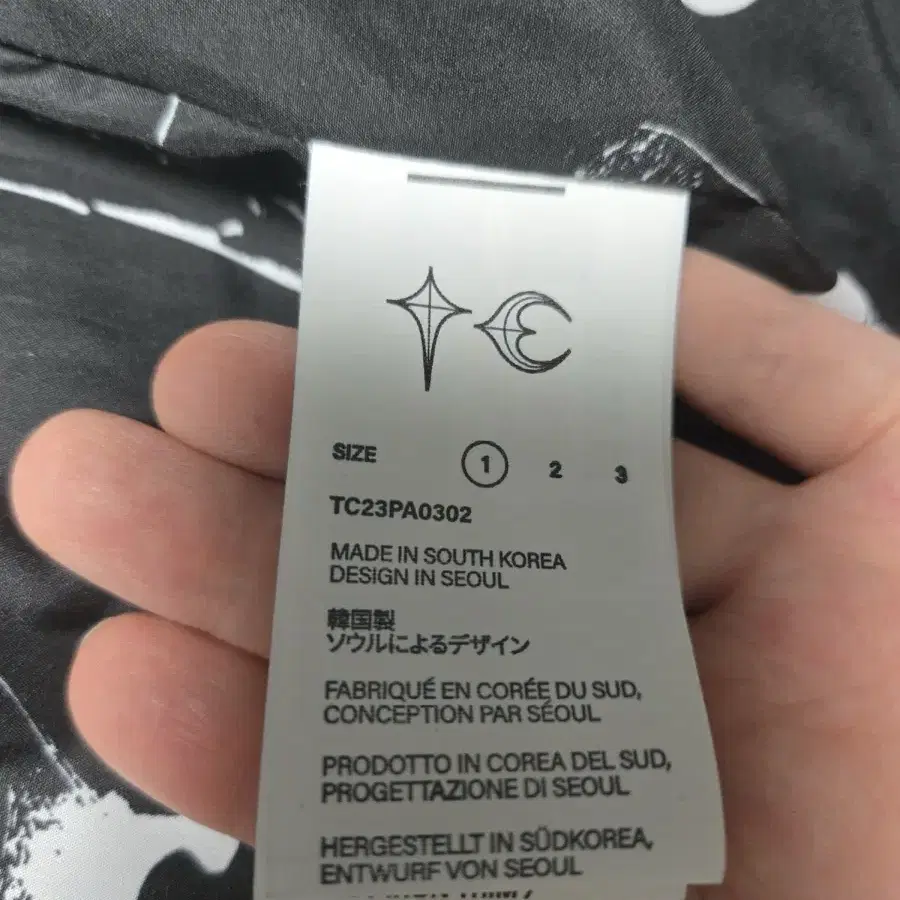 SIZE 1 2 3
TC23PA0302
MADE IN SOUTH KOREA
DESIGN IN SEOUL
韓国製
ソウルによるデザイン
FABRIQUÉ EN CORÉE DU SUD,
CONCEPTION PAR SÉOUL
PRODOTTO IN COREA DEL SUD,
PROGETTAZIONE DI SEOUL
HERGESTELLT IN SÜDKOREA,
ENTWURF VON SEOUL